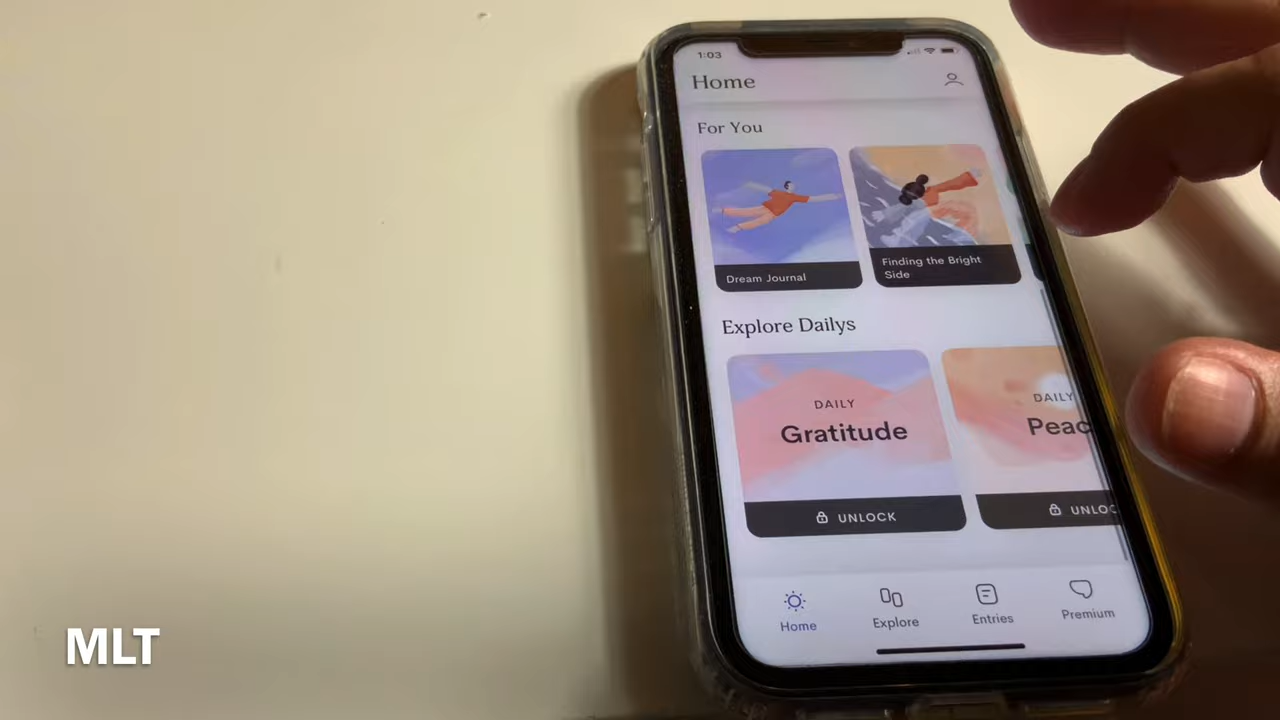 1:03
Home
For You
Dream Journal
Finding the Bright
Side
Explore Dailys
DAILY
Gratitude
UNLOCK
DAILY
Peac
UNLOC
Home
Explore
Entries
Premium
MLT